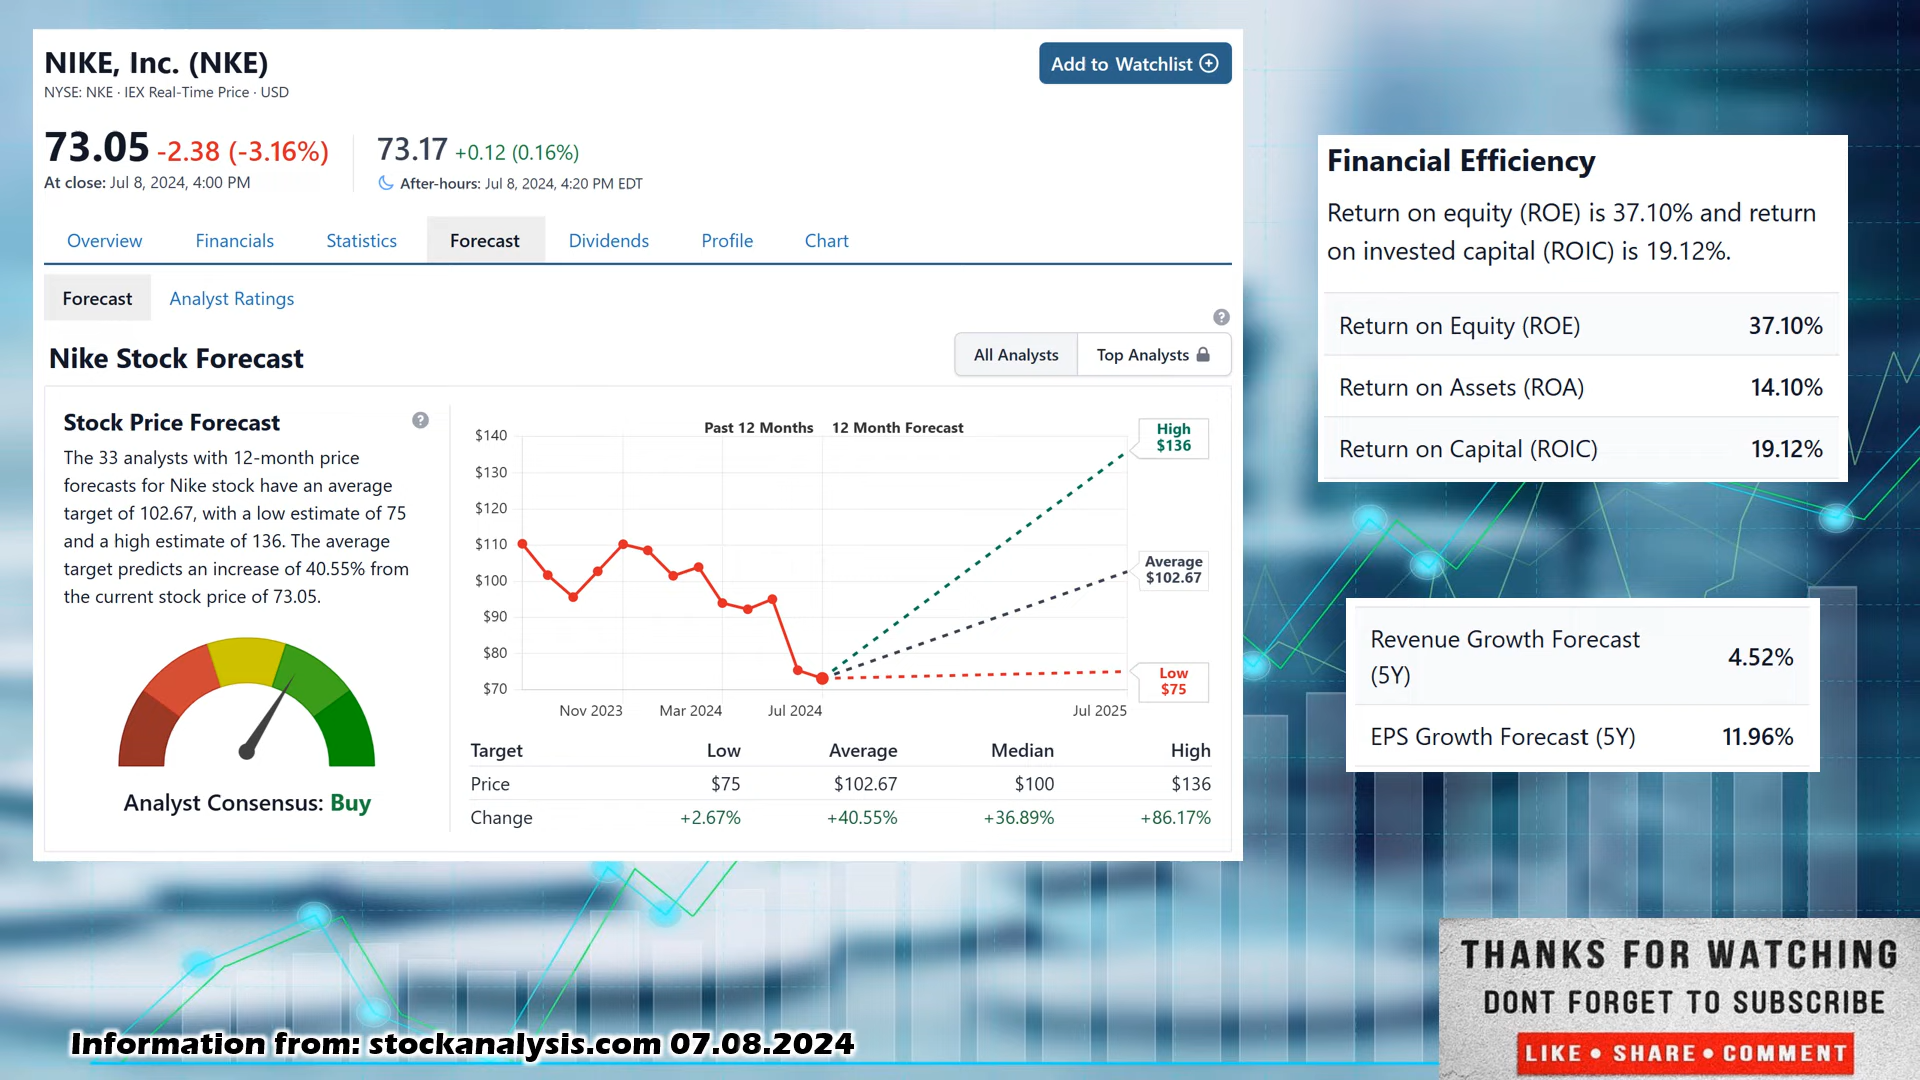 NIKE, Inc. (NKE)
NYSE: NKE · IEX Real-Time Price · USD
Add to Watchlist
73.05 -2.38 (-3.16%)
At close: Jul 8, 2024, 4:00 PM
73.17 +0.12 (0.16%)
After-hours: Jul 8, 2024, 4:20 PM EDT
Overview Financials Statistics Forecast Dividends Profile Chart
Forecast Analyst Ratings
?
Nike Stock Forecast
All Analysts Top Analysts
Stock Price Forecast ?
The 33 analysts with 12-month price
forecasts for Nike stock have an average
target of 102.67, with a low estimate of 75
and a high estimate of 136. The average
target predicts an increase of 40.55% from
the current stock price of 73.05.
Analyst Consensus: Buy
Past 12 Months 12 Month Forecast
$140
$130
$120
$110
$100
$90
$80
$70
High
$136
Average
$102.67
Low
$75
Nov 2023 Mar 2024 Jul 2024 Jul 2025
Target Low Average Median High
Price $75 $102.67 $100 $136
Change +2.67% +40.55% +36.89% +86.17%
Financial Efficiency
Return on equity (ROE) is 37.10% and return
on invested capital (ROIC) is 19.12%.
Return on Equity (ROE) 37.10%
Return on Assets (ROA) 14.10%
Return on Capital (ROIC) 19.12%
Revenue Growth Forecast
(5Y) 4.52%
EPS Growth Forecast (5Y) 11.96%
Information from: stockanalysis.com 07.08.2024
THANKS FOR WATCHING
DONT FORGET TO SUBSCRIBE
LIKE • SHARE • COMMENT